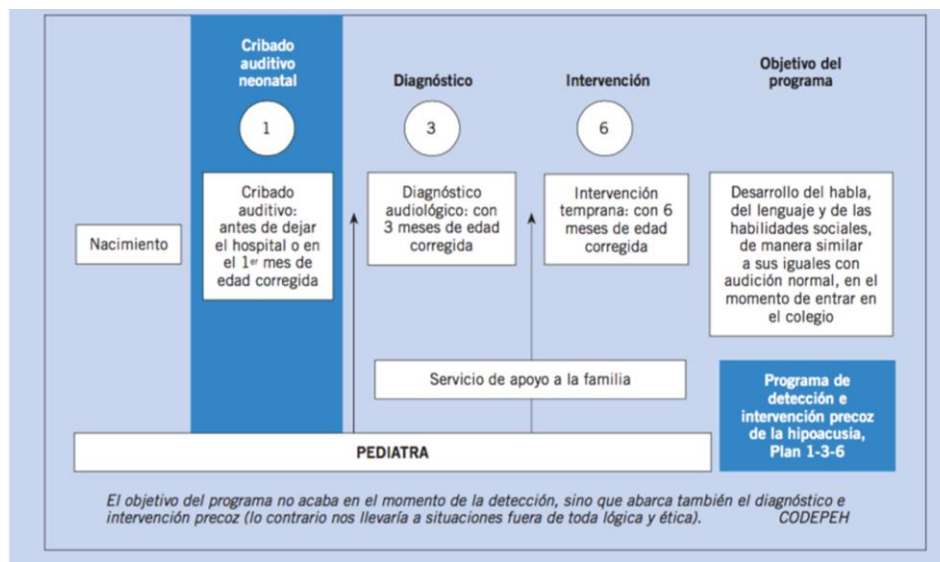 Cribado
auditivo
neonatal
1
Diagnóstico
3
Intervención
6
Objetivo del
programa
Nacimiento
Cribado
auditivo:
antes de dejar
el hospital o en
el 1er mes de
edad corregida
Diagnóstico
audiológico: con
3 meses de edad
corregida
Intervención
temprana: con 6
meses de edad
corregida
Desarrollo del habla,
del lenguaje y de las
habilidades sociales,
de manera similar
a sus iguales con
audición normal, en el
momento de entrar en
el colegio
Servicio de apoyo a la familia
Programa de
detección e
intervención precoz
de la hipoacusia,
Plan 1-3-6
PEDIATRA
El objetivo del programa no acaba en el momento de la detección, sino que abarca también el diagnóstico e
intervención precoz (lo contrario nos llevaría a situaciones fuera de toda lógica y ética). CODEPEH